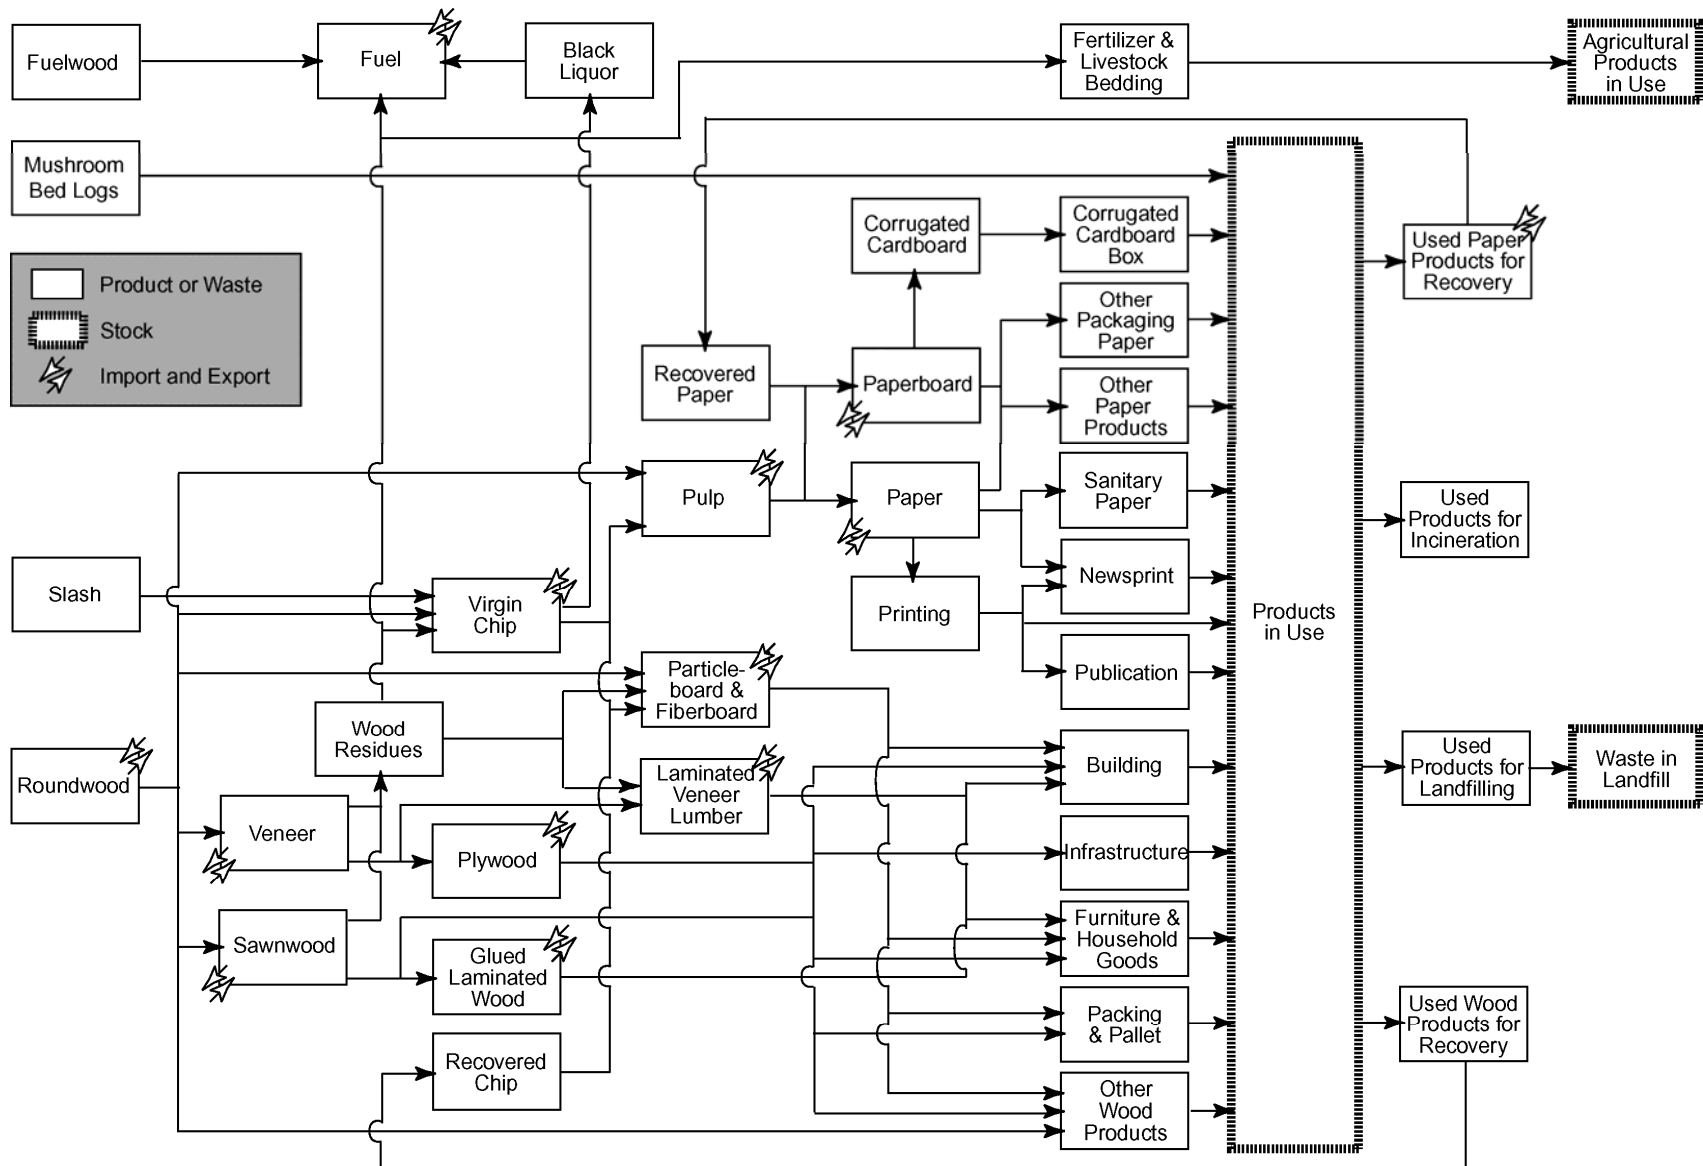 Fuelwood
Fuel
Black
Liquor
Fertilizer &
Livestock
Bedding
Agricultural
Products
in Use
Mushroom
Bed Logs
Product or Waste
Stock
Import and Export
Corrugated
Cardboard
Corrugated
Cardboard
Box
Used Paper
Products for
Recovery
Other
Packaging
Paper
Recovered
Paper
Paperboard
Other
Paper
Products
Pulp
Paper
Sanitary
Paper
Used
Products for
Incineration
Slash
Virgin
Chip
Printing
Newsprint
Products
in Use
Particle-
board &
Fiberboard
Publication
Wood
Residues
Roundwood
Laminated
Veneer
Lumber
Building
Used
Products for
Landfilling
Waste in
Landfill
Veneer
Plywood
Infrastructure
Sawnwood
Glued
Laminated
Wood
Furniture &
Household
Goods
Packing
& Pallet
Used Wood
Products for
Recovery
Recovered
Chip
Other
Wood
Products